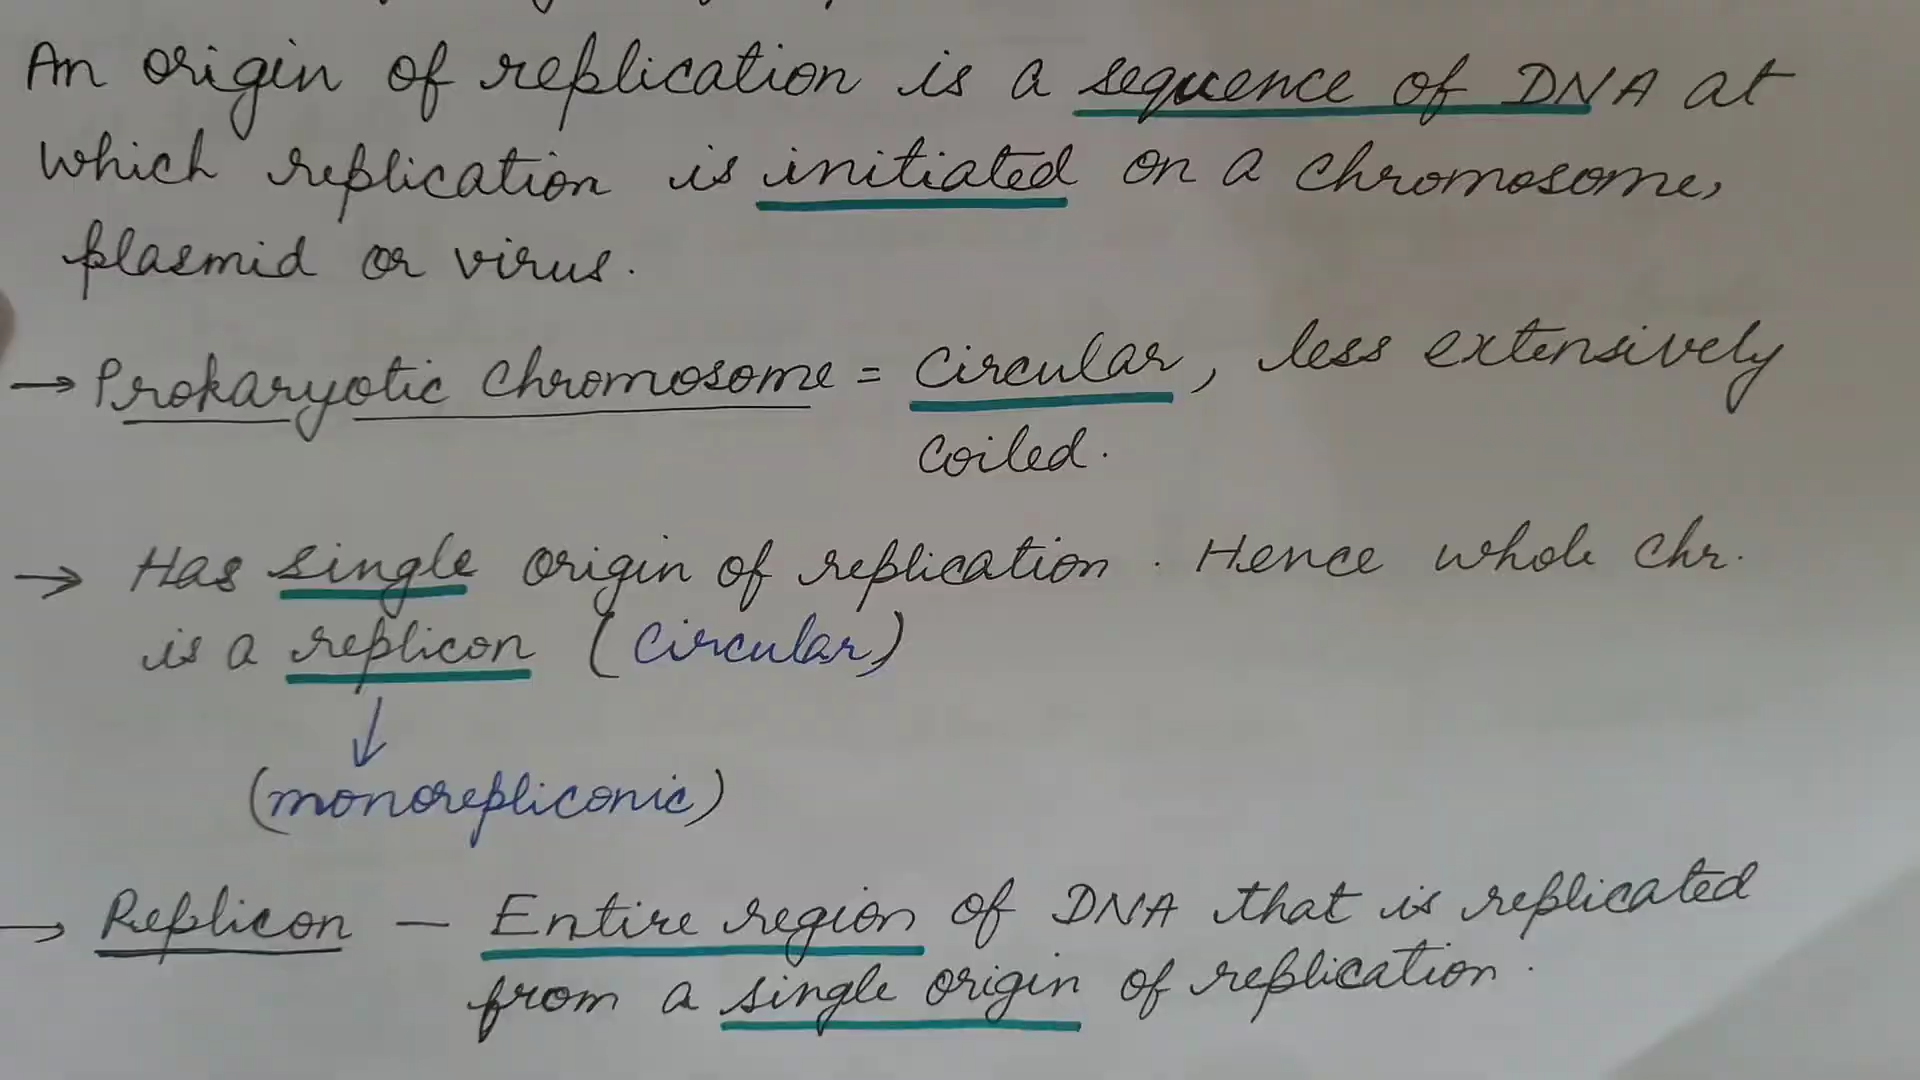 An origin of replication is a sequence of DNA at
which replication is initiated on a chromosome,
plasmid or virus.
→ Prokaryotic chromosome = Circular, less extensively
coiled.
→ Has single origin of replication. Hence whole chr.
is a replicon (circular)
↓
(monorepliconic)
→ Replicon — Entire region of DNA that is replicated
from a single origin of replication.